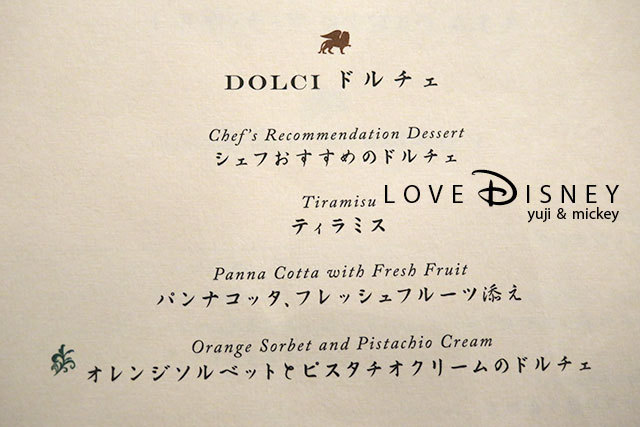 DOLCI ドルチェ
Chef's Recommendation Dessert
シェフおすすめのドルチェ
Tiramisu
LOVE DISNEY
yuji & mickey
ティラミス
Panna Cotta with Fresh Fruit
パンナコッタ、フレッシュフルーツ添え
Orange Sorbet and Pistachio Cream
オレンジソルベットとピスタチオクリームのドルチェ